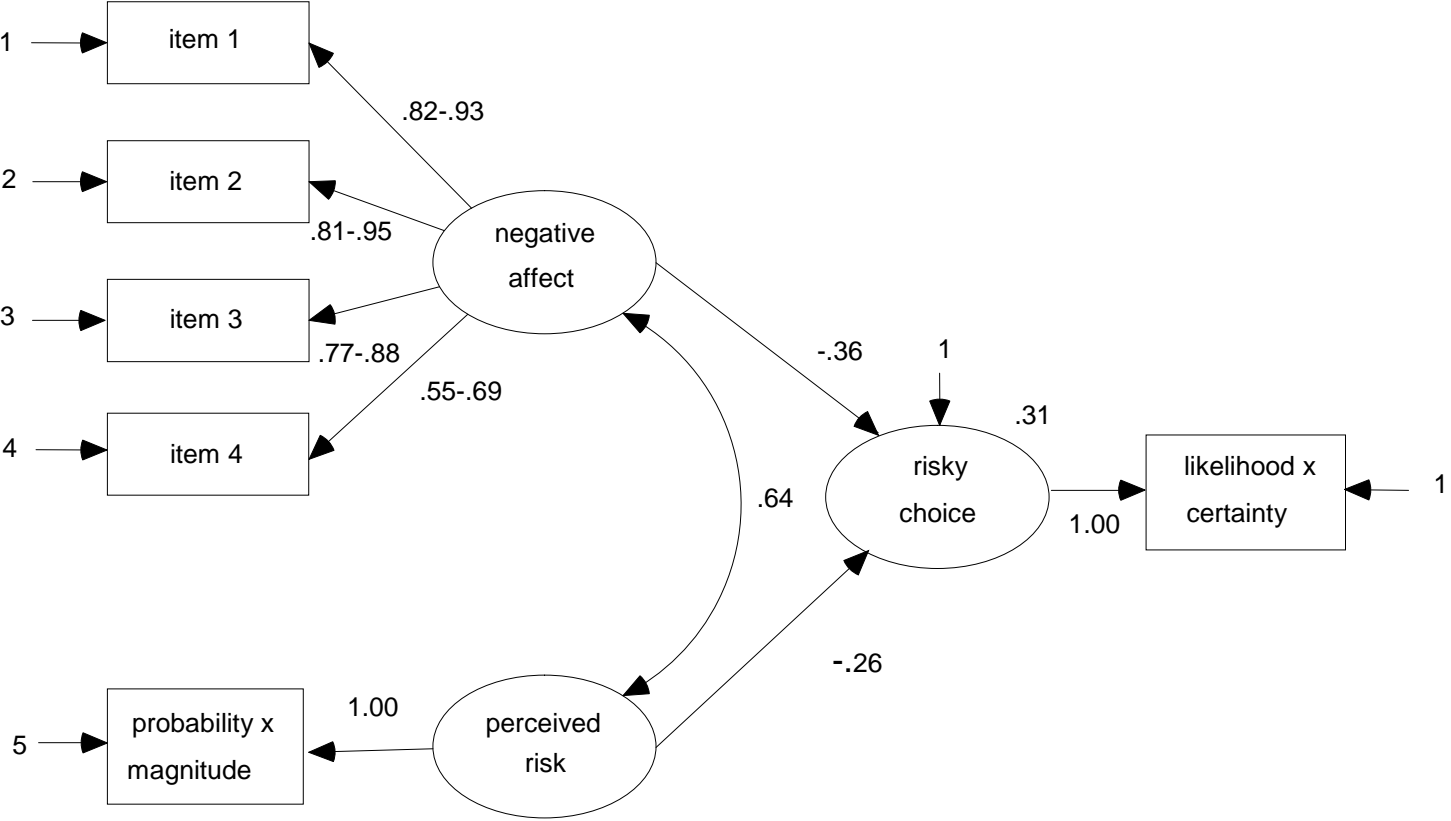 1
item 1
.82-.93
2
item 2
.81-.95
negative
affect
3
item 3
.77-.88
.55-.69
4
item 4
-.36
1
.31
risky
choice
likelihood x
certainty
1
1.00
.64
-.26
5
probability x
magnitude
1.00
perceived
risk